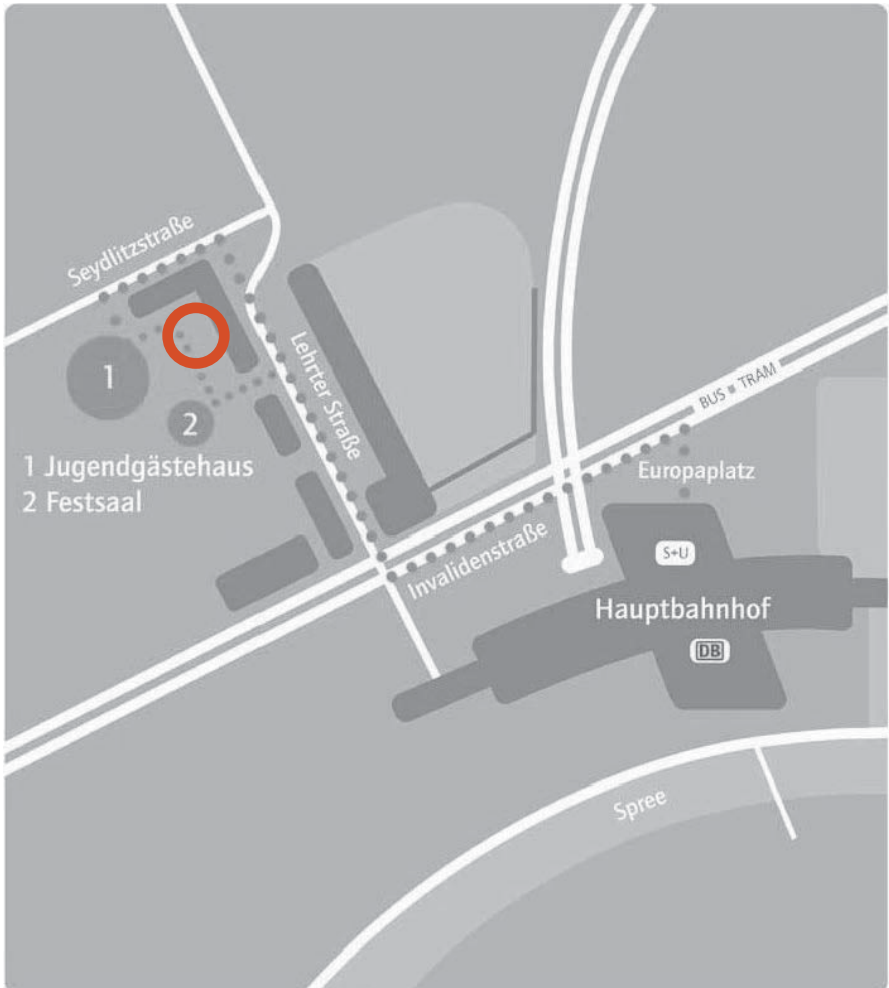 Seydlitzstraße
1
Lehrter Straße
2
BUS ▪ TRAM
1 Jugendgästehaus
2 Festsaal
Europaplatz
Invalidenstraße
S+U
Hauptbahnhof
DB
Spree